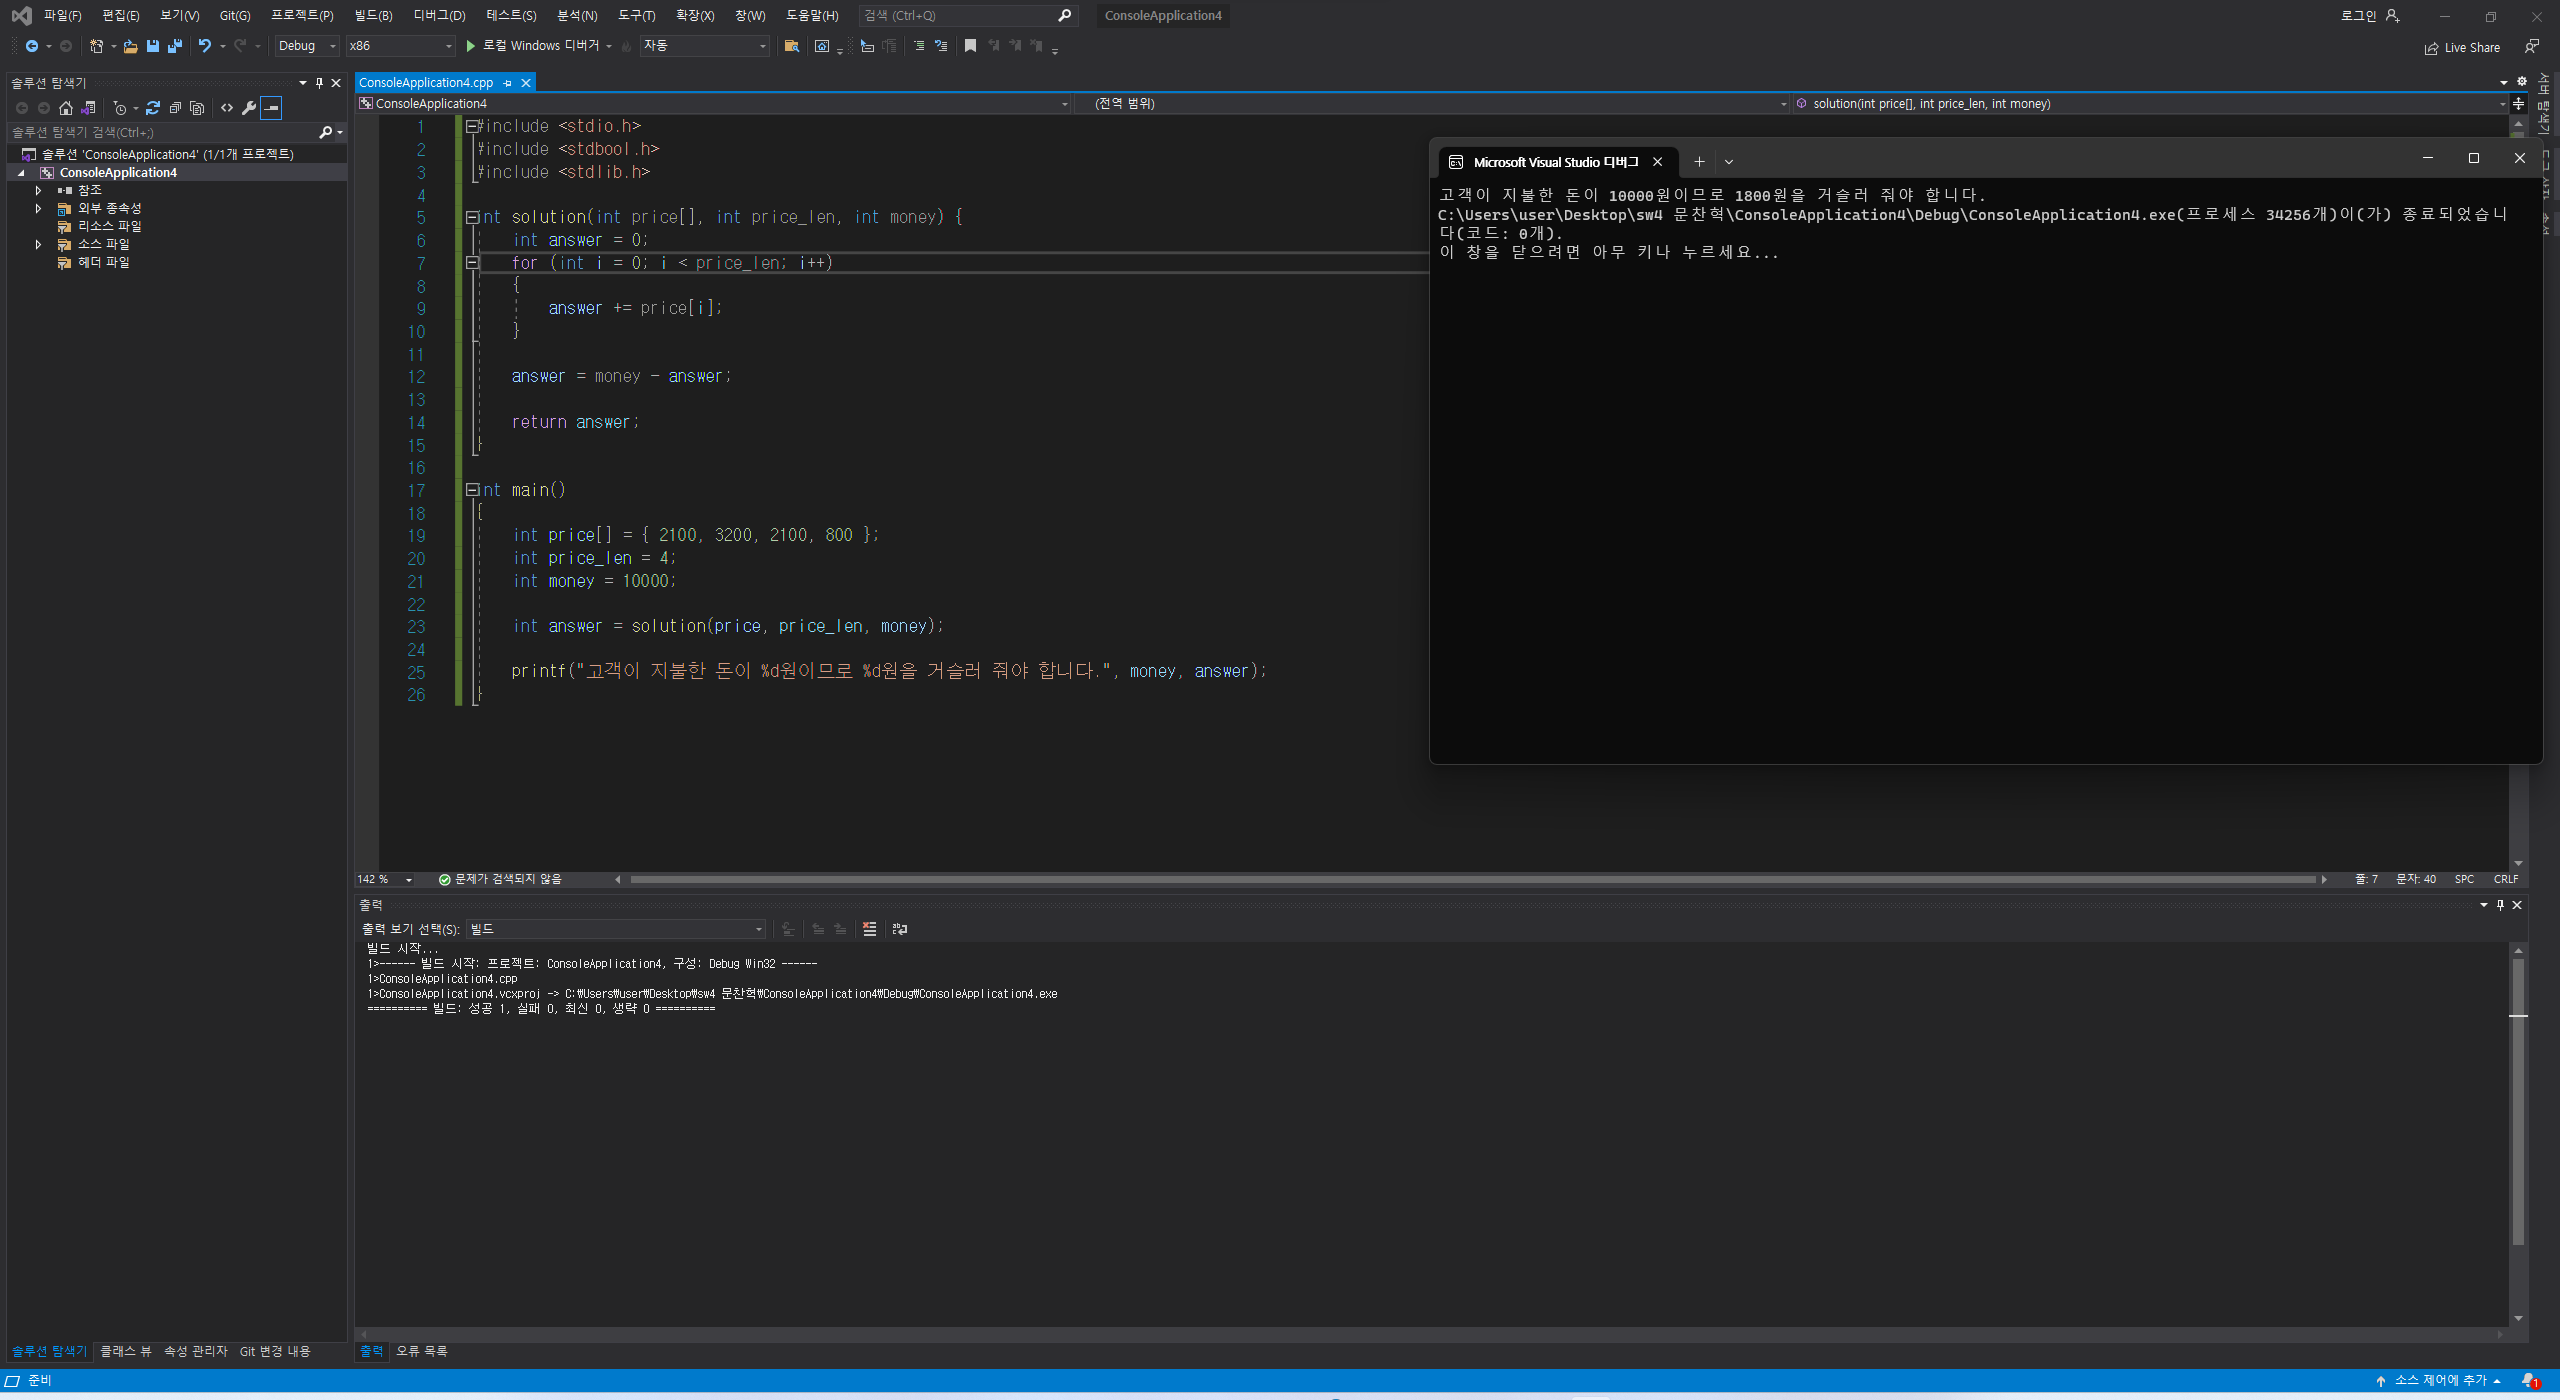 파일(F) 편집(E) 보기(V) Git(G) 프로젝트(P) 빌드(B) 디버그(D) 테스트(S) 분석(N) 도구(T) 확장(X) 창(W) 도움말(H) 검색 (Ctrl+Q) ConsoleApplication4 로그인
Debug x86 로컬 Windows 디버거 자동 Live Share
솔루션 탐색기
솔루션 탐색기 검색(Ctrl+;)
솔루션 'ConsoleApplication4' (1/1개 프로젝트)
ConsoleApplication4
참조
외부 종속성
리소스 파일
소스 파일
헤더 파일
솔루션 탐색기 클래스 뷰 속성 관리자 Git 변경 내용
ConsoleApplication4.cpp
ConsoleApplication4 (전역 범위) solution(int price[], int price_len, int money)
서버 탐색기
1 #include <stdio.h>
2 #include <stdbool.h>
3 #include <stdlib.h>
4
5 int solution(int price[], int price_len, int money) {
6 int answer = 0;
7 for (int i = 0; i < price_len; i++)
8 {
9 answer += price[i];
10 }
11
12 answer = money - answer;
13
14 return answer;
15 }
16
17 int main()
18 {
19 int price[] = { 2100, 3200, 2100, 800 };
20 int price_len = 4;
21 int money = 10000;
22
23 int answer = solution(price, price_len, money);
24
25 printf("고객이 지불한 돈이 %d원이므로 %d원을 거슬러 줘야 합니다.", money, answer);
26 }
Microsoft Visual Studio 디버그
고객이 지불한 돈이 10000원이므로 1800원을 거슬러 줘야 합니다.
C:\Users\user\Desktop\sw4 문찬혁\ConsoleApplication4\Debug\ConsoleApplication4.exe(프로세스 34256개)이(가) 종료되었습니
다(코드: 0개).
이 창을 닫으려면 아무 키나 누르세요...
142 % 문제가 검색되지 않음 줄: 7 문자: 40 SPC CRLF
출력
출력 보기 선택(S): 빌드
빌드 시작...
1>------ 빌드 시작: 프로젝트: ConsoleApplication4, 구성: Debug Win32 ------
1>ConsoleApplication4.cpp
1>ConsoleApplication4.vcxproj -> C:₩Users₩user₩Desktop₩sw4 문찬혁₩ConsoleApplication4₩Debug₩ConsoleApplication4.exe
========== 빌드: 성공 1, 실패 0, 최신 0, 생략 0 ==========
출력 오류 목록
준비 소스 제어에 추가 1